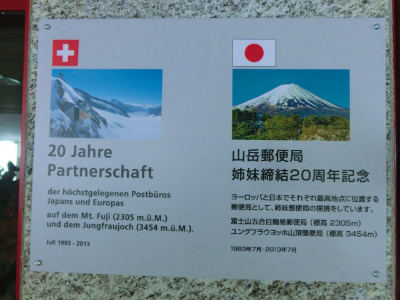 20 Jahre
Partnerschaft
der höchstgelegenen Postbüros
Japans und Europas
auf dem Mt. Fuji (2305 m.ü.M.)
und dem Jungfraujoch (3454 m.ü.M.).
Juli 1993 - 2013
山岳郵便局
姉妹締結20周年記念
ヨーロッパと日本でそれぞれ最高地点に位置する
郵便局として、姉妹郵便局の提携をしています。
富士山五合目簡易郵便局（標高 2305m）
ユングフラウヨッホ山頂郵便局（標高 3454m）
1993年7月-2013年7月